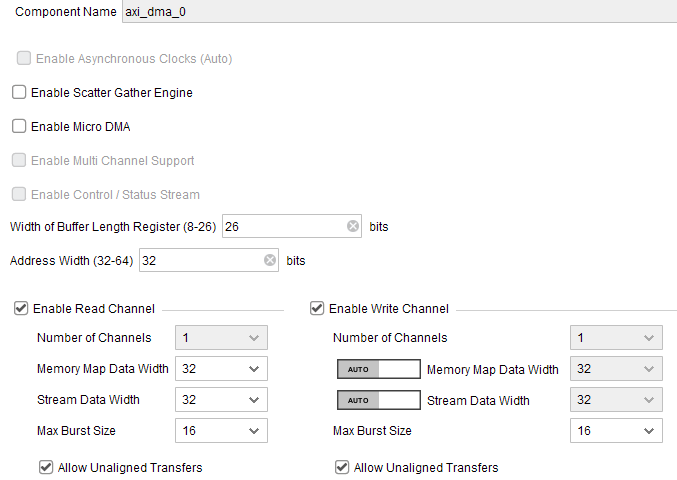 Component Name axi_dma_0
Enable Asynchronous Clocks (Auto)
Enable Scatter Gather Engine
Enable Micro DMA
Enable Multi Channel Support
Enable Control / Status Stream
Width of Buffer Length Register (8-26) 26 bits
Address Width (32-64) 32 bits
Enable Read Channel
Number of Channels 1
Memory Map Data Width 32
Stream Data Width 32
Max Burst Size 16
Allow Unaligned Transfers
Enable Write Channel
Number of Channels 1
AUTO Memory Map Data Width 32
AUTO Stream Data Width 32
Max Burst Size 16
Allow Unaligned Transfers